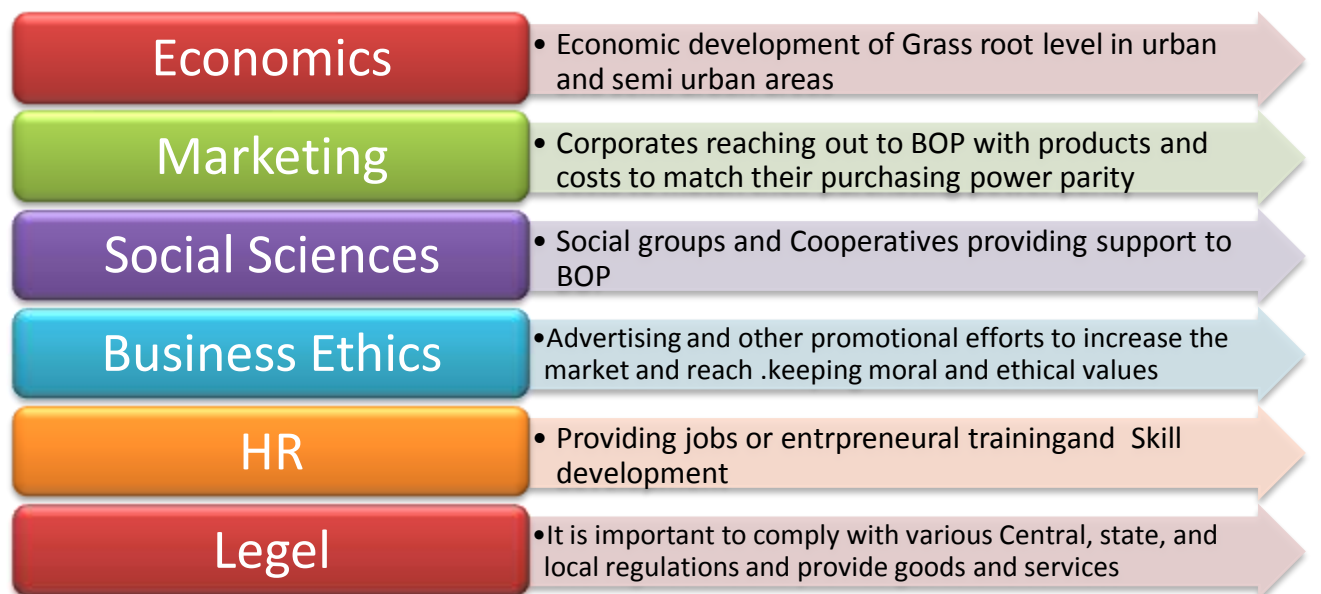 Economics
• Economic development of Grass root level in urban
and semi urban areas
Marketing
• Corporates reaching out to BOP with products and
costs to match their purchasing power parity
Social Sciences
• Social groups and Cooperatives providing support to
BOP
Business Ethics
•Advertising and other promotional efforts to increase the
market and reach .keeping moral and ethical values
HR
• Providing jobs or entrpreneural trainingand Skill
development
Legel
•It is important to comply with various Central, state, and
local regulations and provide goods and services